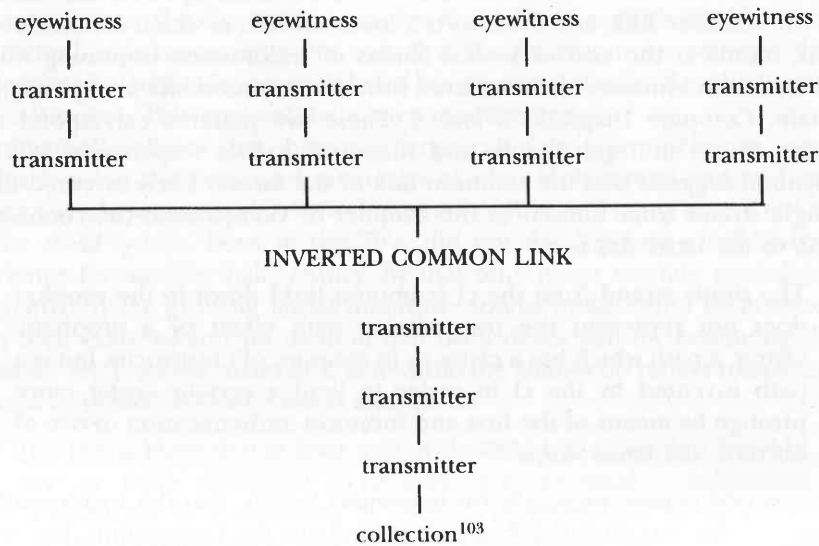 eyewitness eyewitness eyewitness eyewitness
transmitter transmitter transmitter transmitter
transmitter transmitter transmitter transmitter
INVERTED COMMON LINK
transmitter
transmitter
transmitter
collection¹⁰³